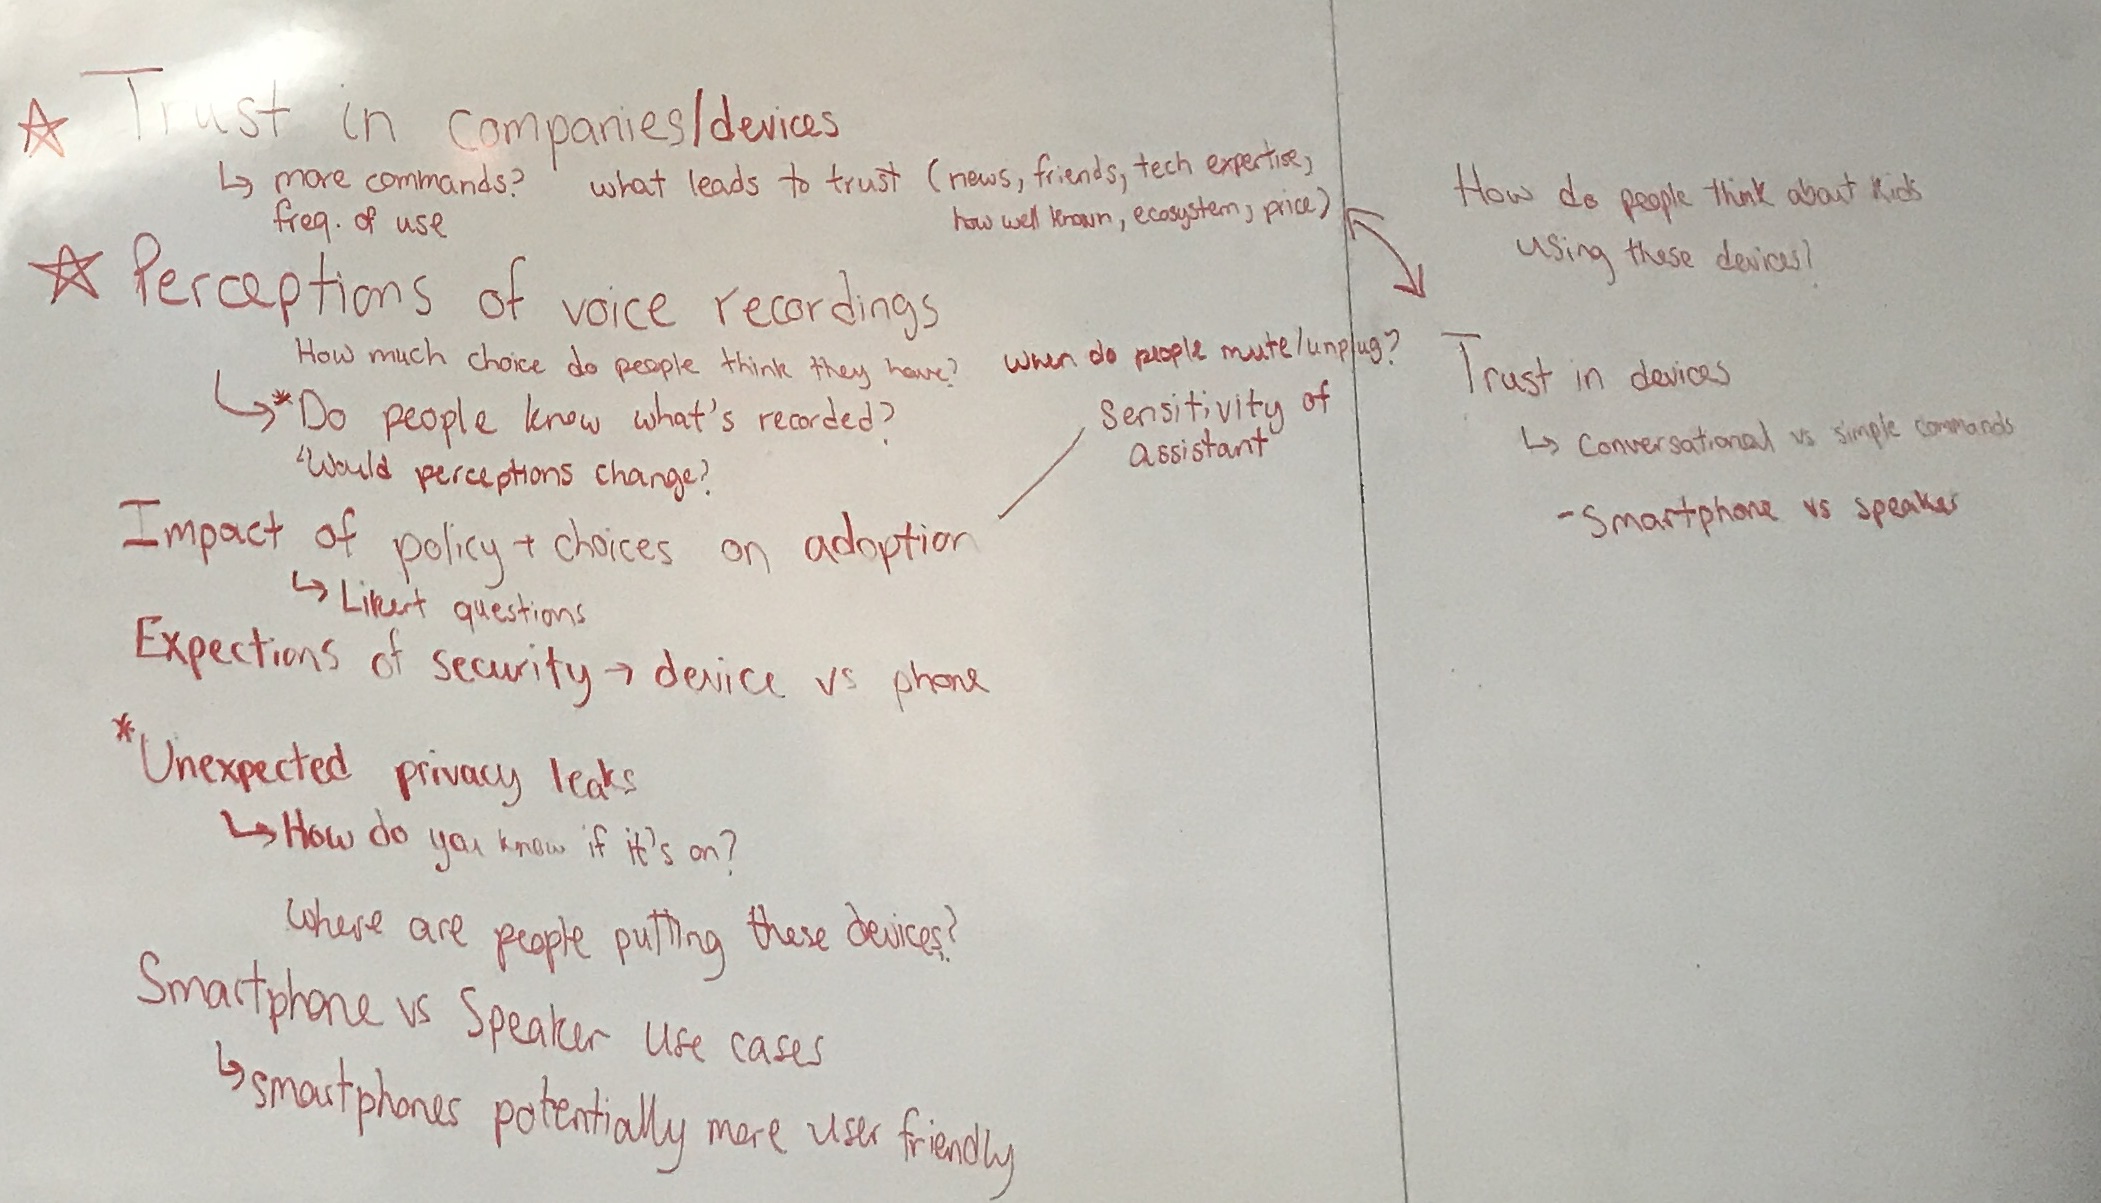 ☆ Trust in companies/devices
↳ more commands? what leads to trust (news, friends, tech expertise,
freq. of use how well known, ecosystem, price)
☆ Perceptions of voice recordings
How much choice do people think they have? When do people mute/unplug?
↳ *Do people know what's recorded?
"Would perceptions change?
Sensitivity of
assistant
Impact of policy + choices on adoption
↳ Likert questions
Expections of security → device vs phone
*Unexpected privacy leaks
↳ How do you know if it's on?
Where are people putting these devices?
Smartphone vs Speaker use cases
↳ smartphones potentially more user friendly
How do people think about kids
using these devices?
Trust in devices
↳ Conversational vs simple commands
- Smartphone vs speaker